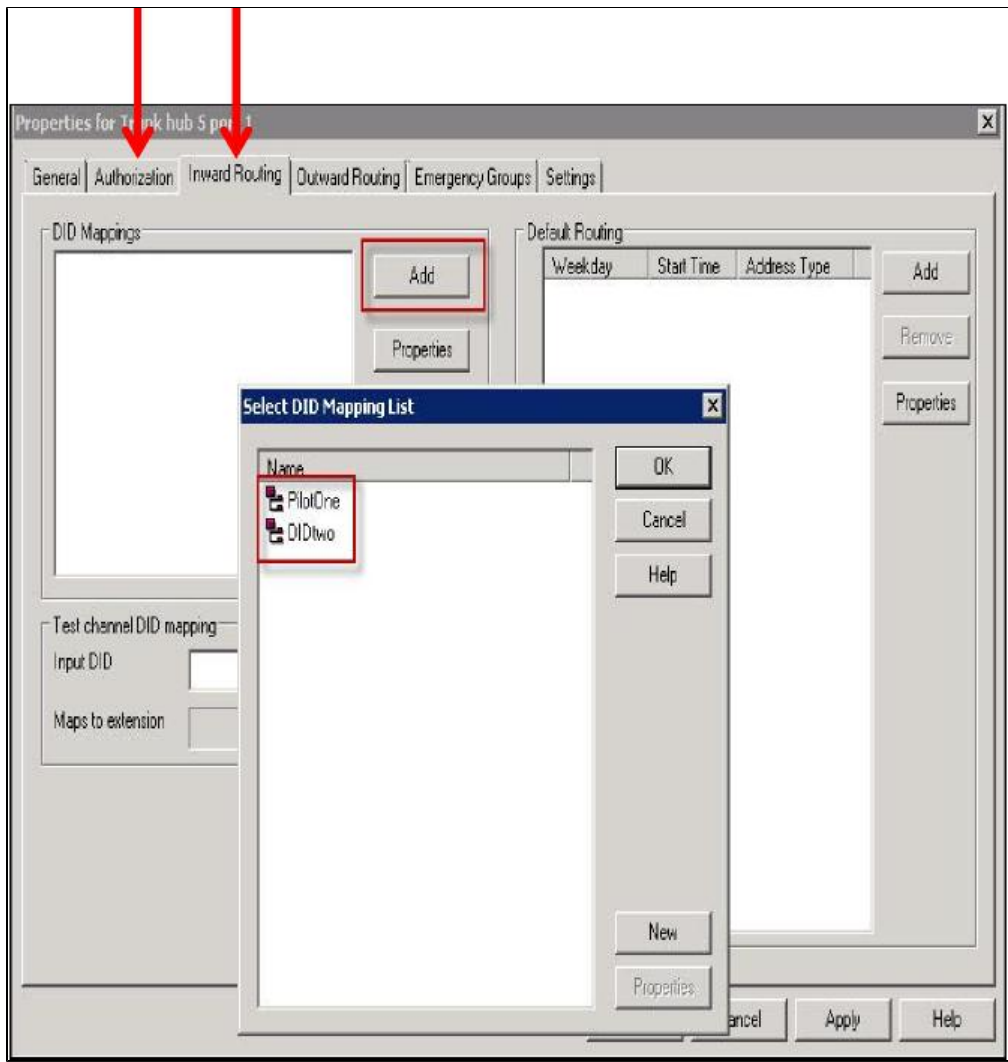 Properties for Trunk hub 5 port 1
General Authorization Inward Routing Outward Routing Emergency Groups Settings
DID Mappings
Add
Properties
Default Routing
Weekday Start Time Address Type
Add
Remove
Properties
Select DID Mapping List
Name
PilotOne
DIDtwo
OK
Cancel
Help
New
Properties
Test channel DID mapping
Input DID
Maps to extension
ancel
Apply
Help